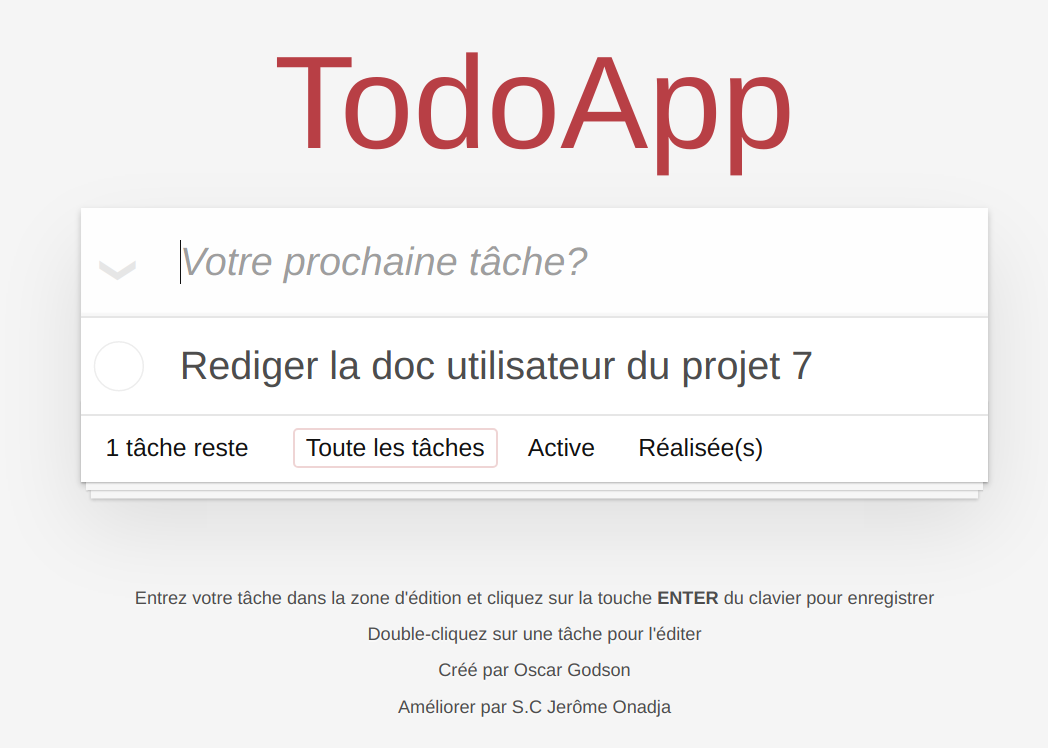 TodoApp
Votre prochaine tâche?
Rediger la doc utilisateur du projet 7
1 tâche reste Toute les tâches Active Réalisée(s)
Entrez votre tâche dans la zone d'édition et cliquez sur la touche ENTER du clavier pour enregistrer
Double-cliquez sur une tâche pour l'éditer
Créé par Oscar Godson
Améliorer par S.C Jerôme Onadja